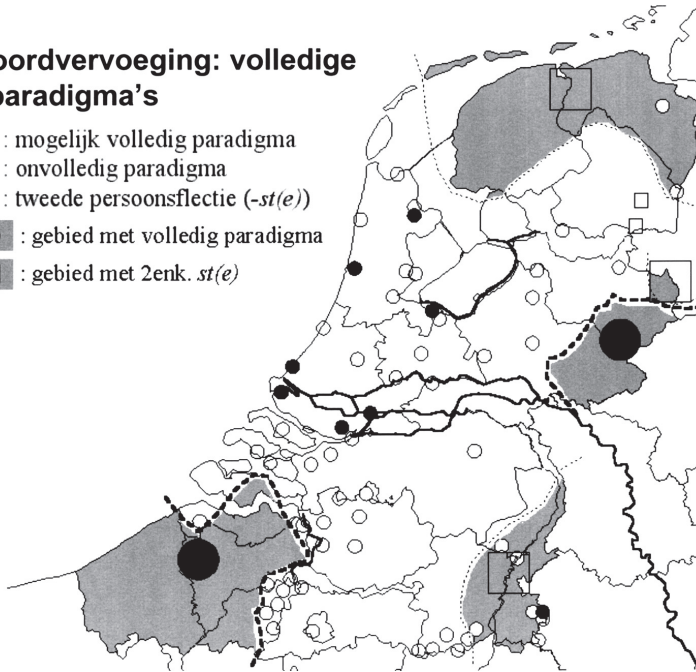 oordvervoeging: volledige
paradigma's
: mogelijk volledig paradigma
: onvolledig paradigma
: tweede persoonsflectie (-st(e))
: gebied met volledig paradigma
: gebied met 2enk. st(e)